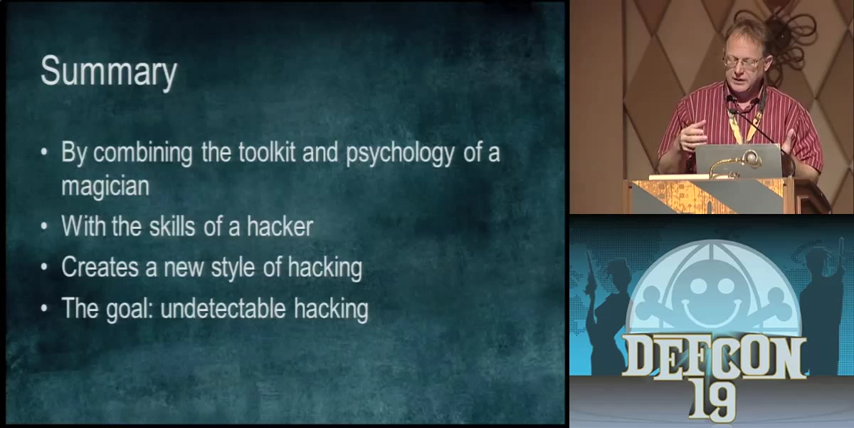 Summary
• By combining the toolkit and psychology of a
magician
• With the skills of a hacker
• Creates a new style of hacking
• The goal: undetectable hacking
DEFCON
19